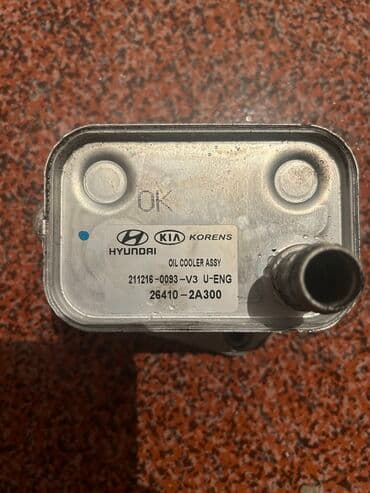 OK
HYUNDAI KIA KORENS
OIL COOLER ASSY
211216-0093-V3 U-ENG
26410-2A300